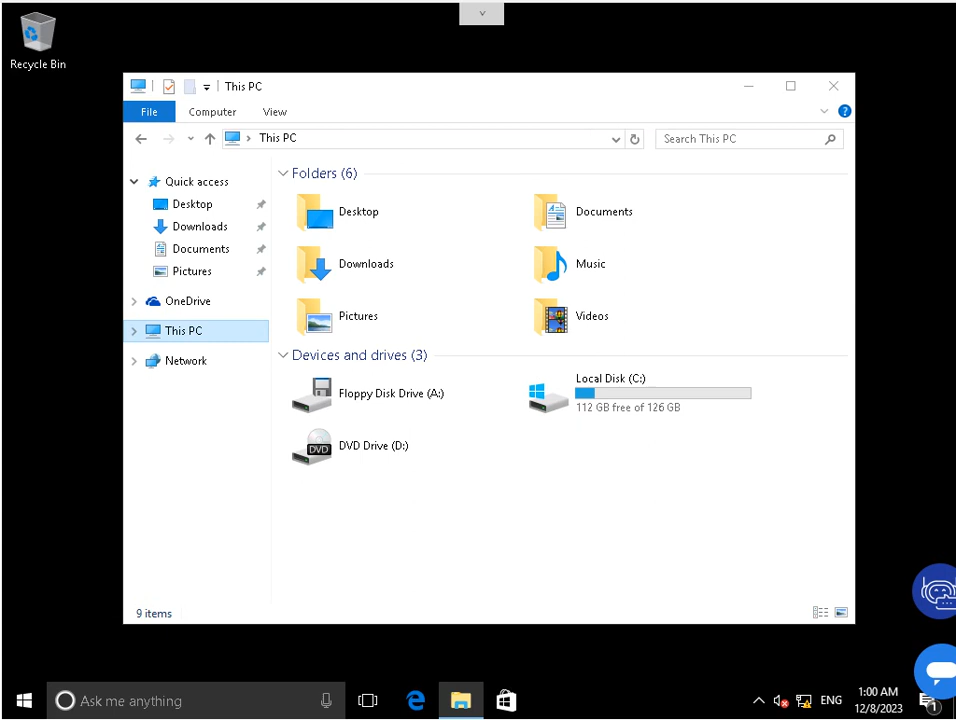 Recycle Bin
This PC
File Computer View
This PC
Search This PC
Quick access
Desktop
Downloads
Documents
Pictures
OneDrive
This PC
Network
Folders (6)
Desktop
Documents
Downloads
Music
Pictures
Videos
Devices and drives (3)
Floppy Disk Drive (A:)
Local Disk (C:)
112 GB free of 126 GB
DVD
DVD Drive (D:)
9 items
Ask me anything
ENG
1:00 AM
12/8/2023
1